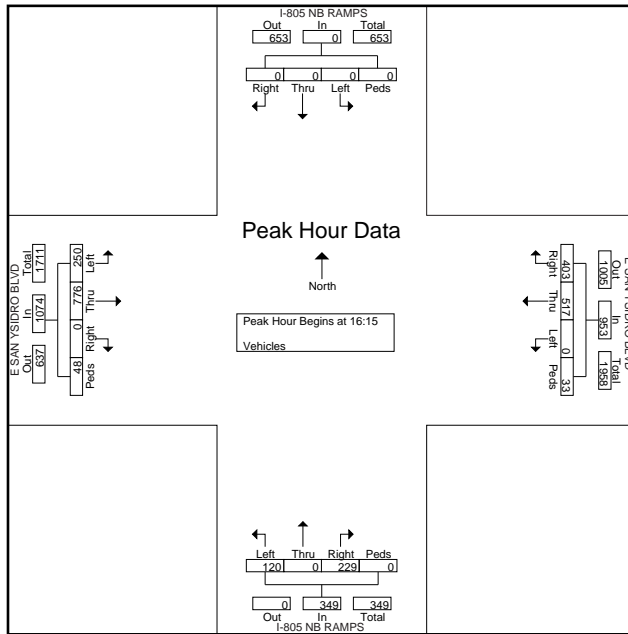 I-805 NB RAMPS
Out In Total
653 0 653
0 0 0 0
Right Thru Left Peds
Peak Hour Data
North
Peak Hour Begins at 16:15
Vehicles
E SAN YSIDRO BLVD
Out In Total
637 1074 1711
250 776 0 48
Left Thru Right Peds
E SAN YSIDRO BLVD
Out In Total
1005 953 1958
403 517 0 33
Right Thru Left Peds
Left Thru Right Peds
120 0 229 0
0 349 349
Out In Total
I-805 NB RAMPS